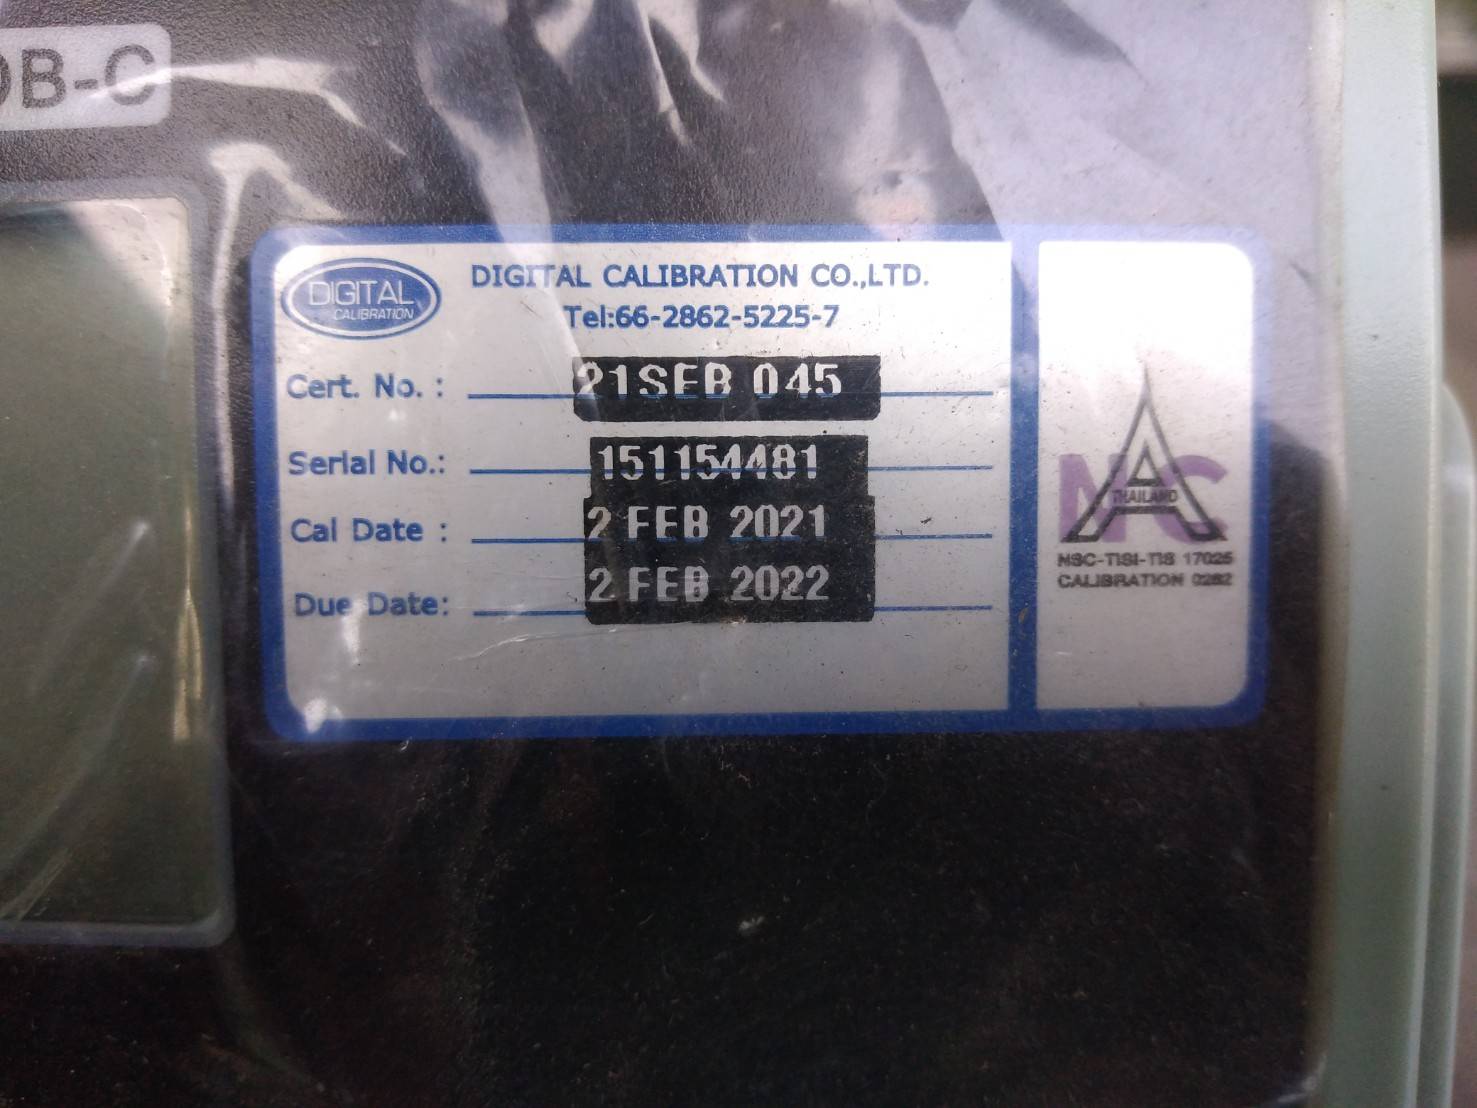 DB-C
DIGITAL
CALIBRATION
DIGITAL CALIBRATION CO.,LTD.
Tel:66-2862-5225-7
Cert. No. : 21SEB 045
Serial No.: 151154481
Cal Date : 2 FEB 2021
Due Date: 2 FEB 2022
NAC
THAILAND
NSC-TISI-TIS 17025
CALIBRATION 0262